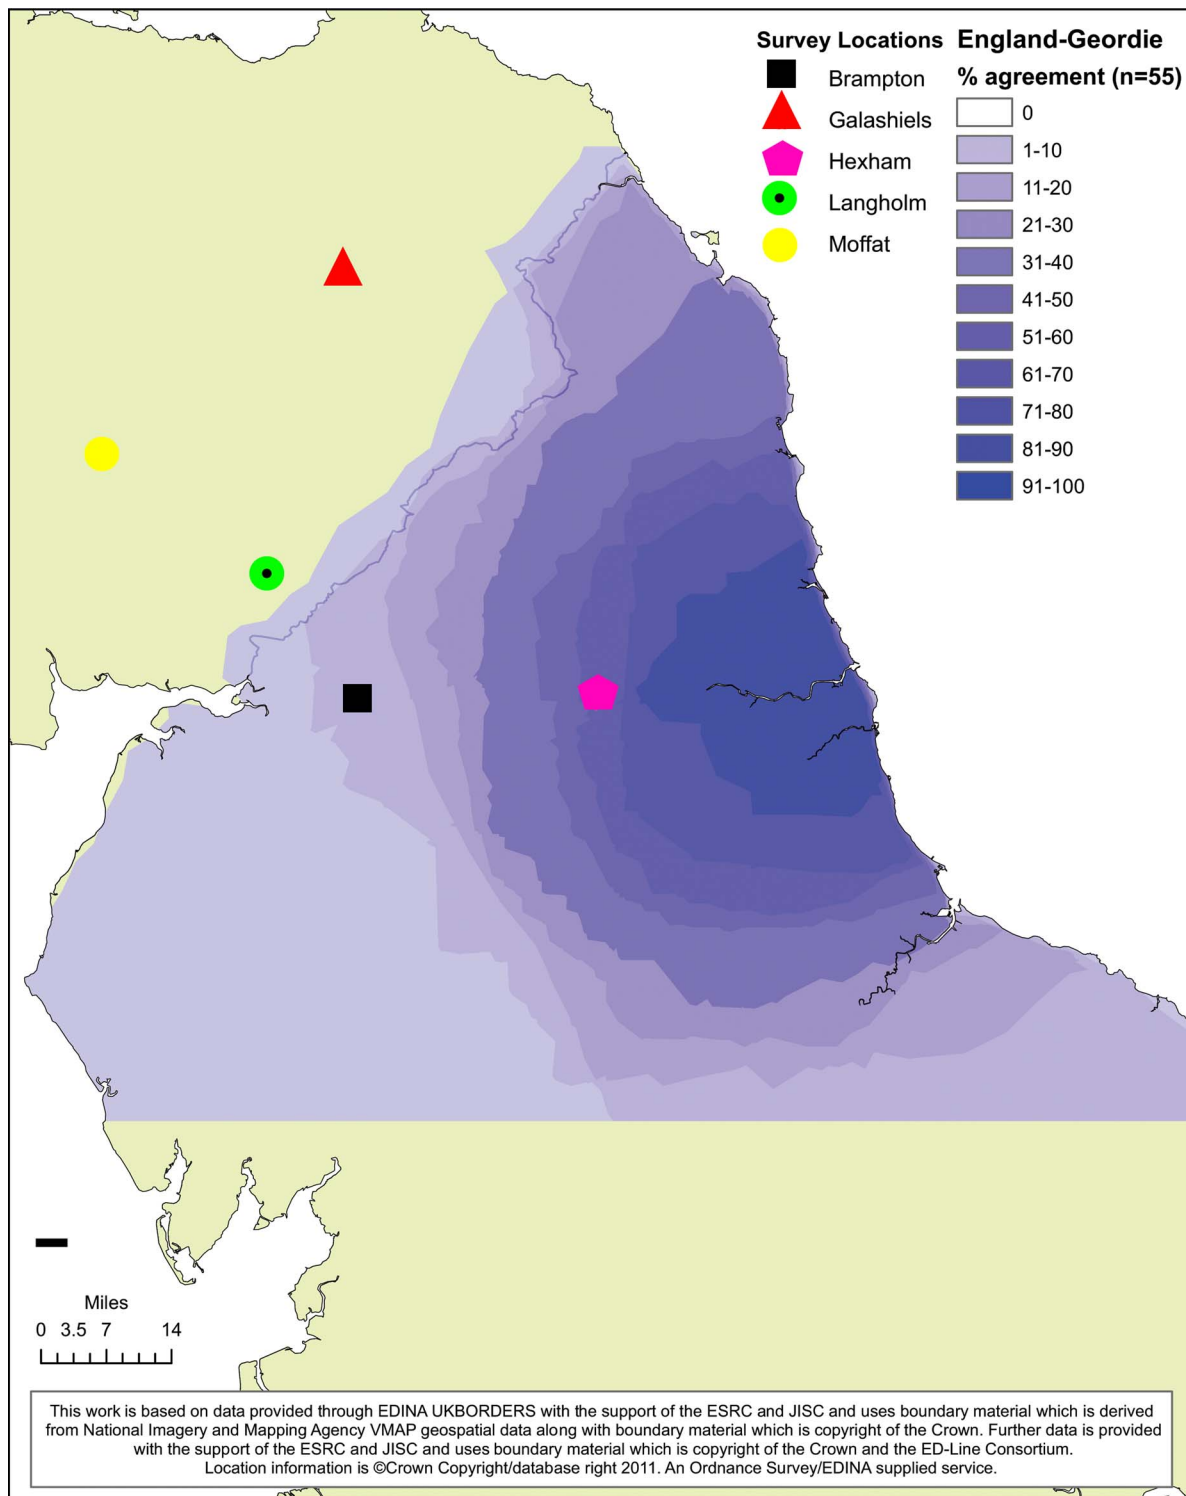 Survey Locations
Brampton
Galashiels
Hexham
Langholm
Moffat
England-Geordie
% agreement (n=55)
0
1-10
11-20
21-30
31-40
41-50
51-60
61-70
71-80
81-90
91-100
Miles
0 3.5 7 14
This work is based on data provided through EDINA UKBORDERS with the support of the ESRC and JISC and uses boundary material which is derived
from National Imagery and Mapping Agency VMAP geospatial data along with boundary material which is copyright of the Crown. Further data is provided
with the support of the ESRC and JISC and uses boundary material which is copyright of the Crown and the ED-Line Consortium.
Location information is ©Crown Copyright/database right 2011. An Ordnance Survey/EDINA supplied service.